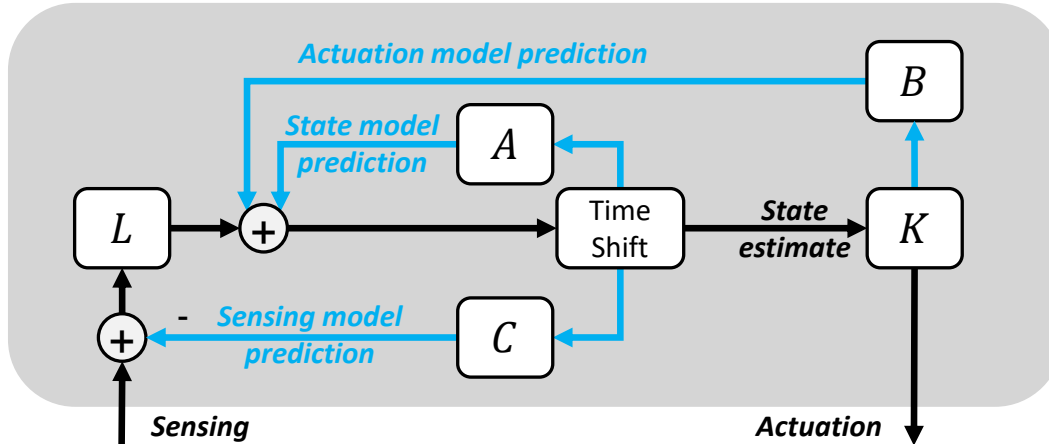 Actuation model prediction
B
State model
prediction
A
L
+
Time
Shift
State
estimate
K
-
Sensing model
prediction
+
C
Sensing
Actuation